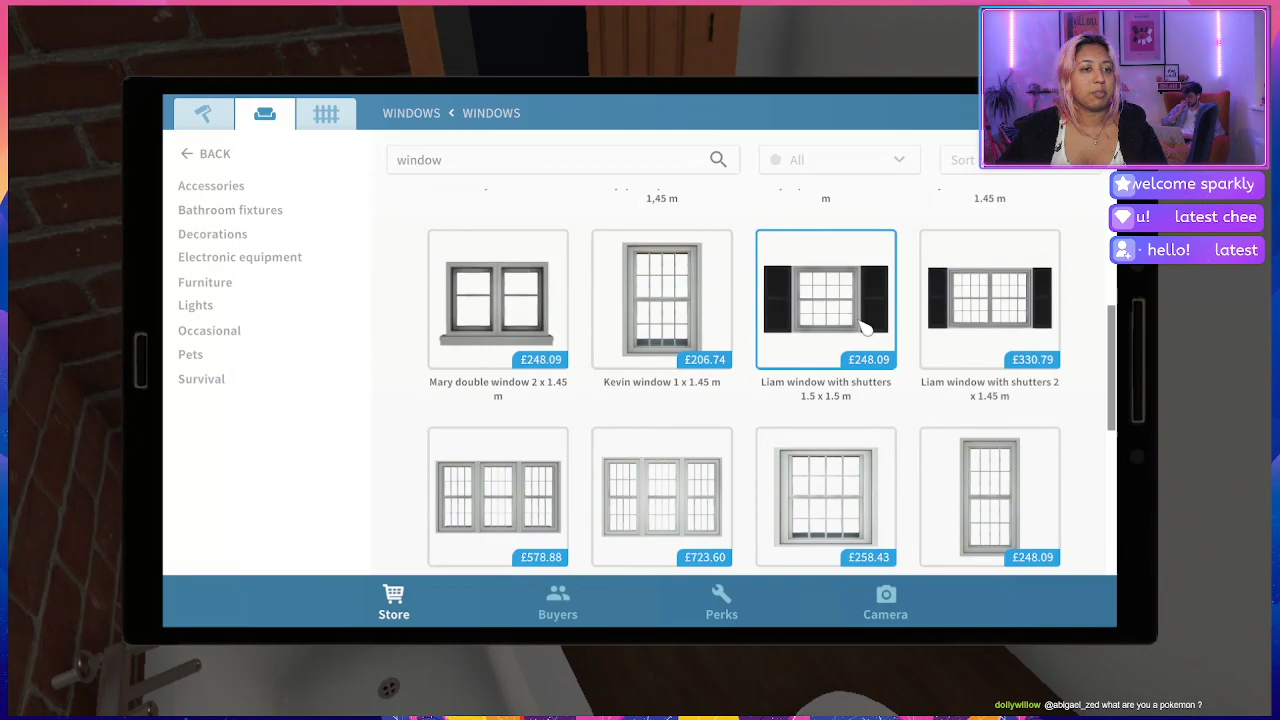 WINDOWS < WINDOWS
BACK
window
All
Sort
Accessories
Bathroom fixtures
Decorations
Electronic equipment
Furniture
Lights
Occasional
Pets
Survival
1,45 m
m
1.45 m
£248.09
£206.74
£248.09
£330.79
Mary double window 2 x 1.45 m
Kevin window 1 x 1.45 m
Liam window with shutters 1.5 x 1.5 m
Liam window with shutters 2 x 1.45 m
£578.88
£723.60
£258.43
£248.09
Store
Buyers
Perks
Camera
KILL BILL
welcome sparkly
u! latest chee
· hello! latest
dollywillow @abigael_zed what are you a pokemon ?